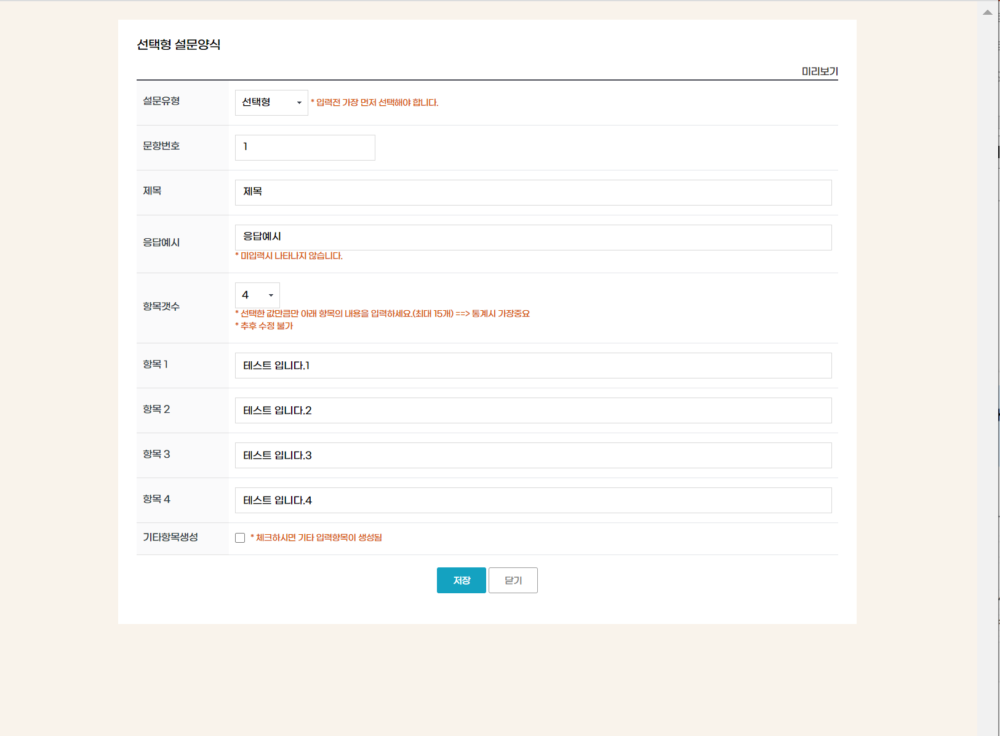 선택형 설문양식
미리보기
설문유형 선택형 * 입력전 가장 먼저 선택해야 합니다.
문항번호 1
제목 제목
응답예시 응답예시
* 미입력시 나타나지 않습니다.
항목갯수 4
* 선택한 값만큼만 아래 항목의 내용을 입력하세요.(최대 15개) ==> 통계시 가장중요
* 추후 수정 불가
항목 1 테스트 입니다.1
항목 2 테스트 입니다.2
항목 3 테스트 입니다.3
항목 4 테스트 입니다.4
기타항목생성 * 체크하시면 기타 입력항목이 생성됨
저장 닫기